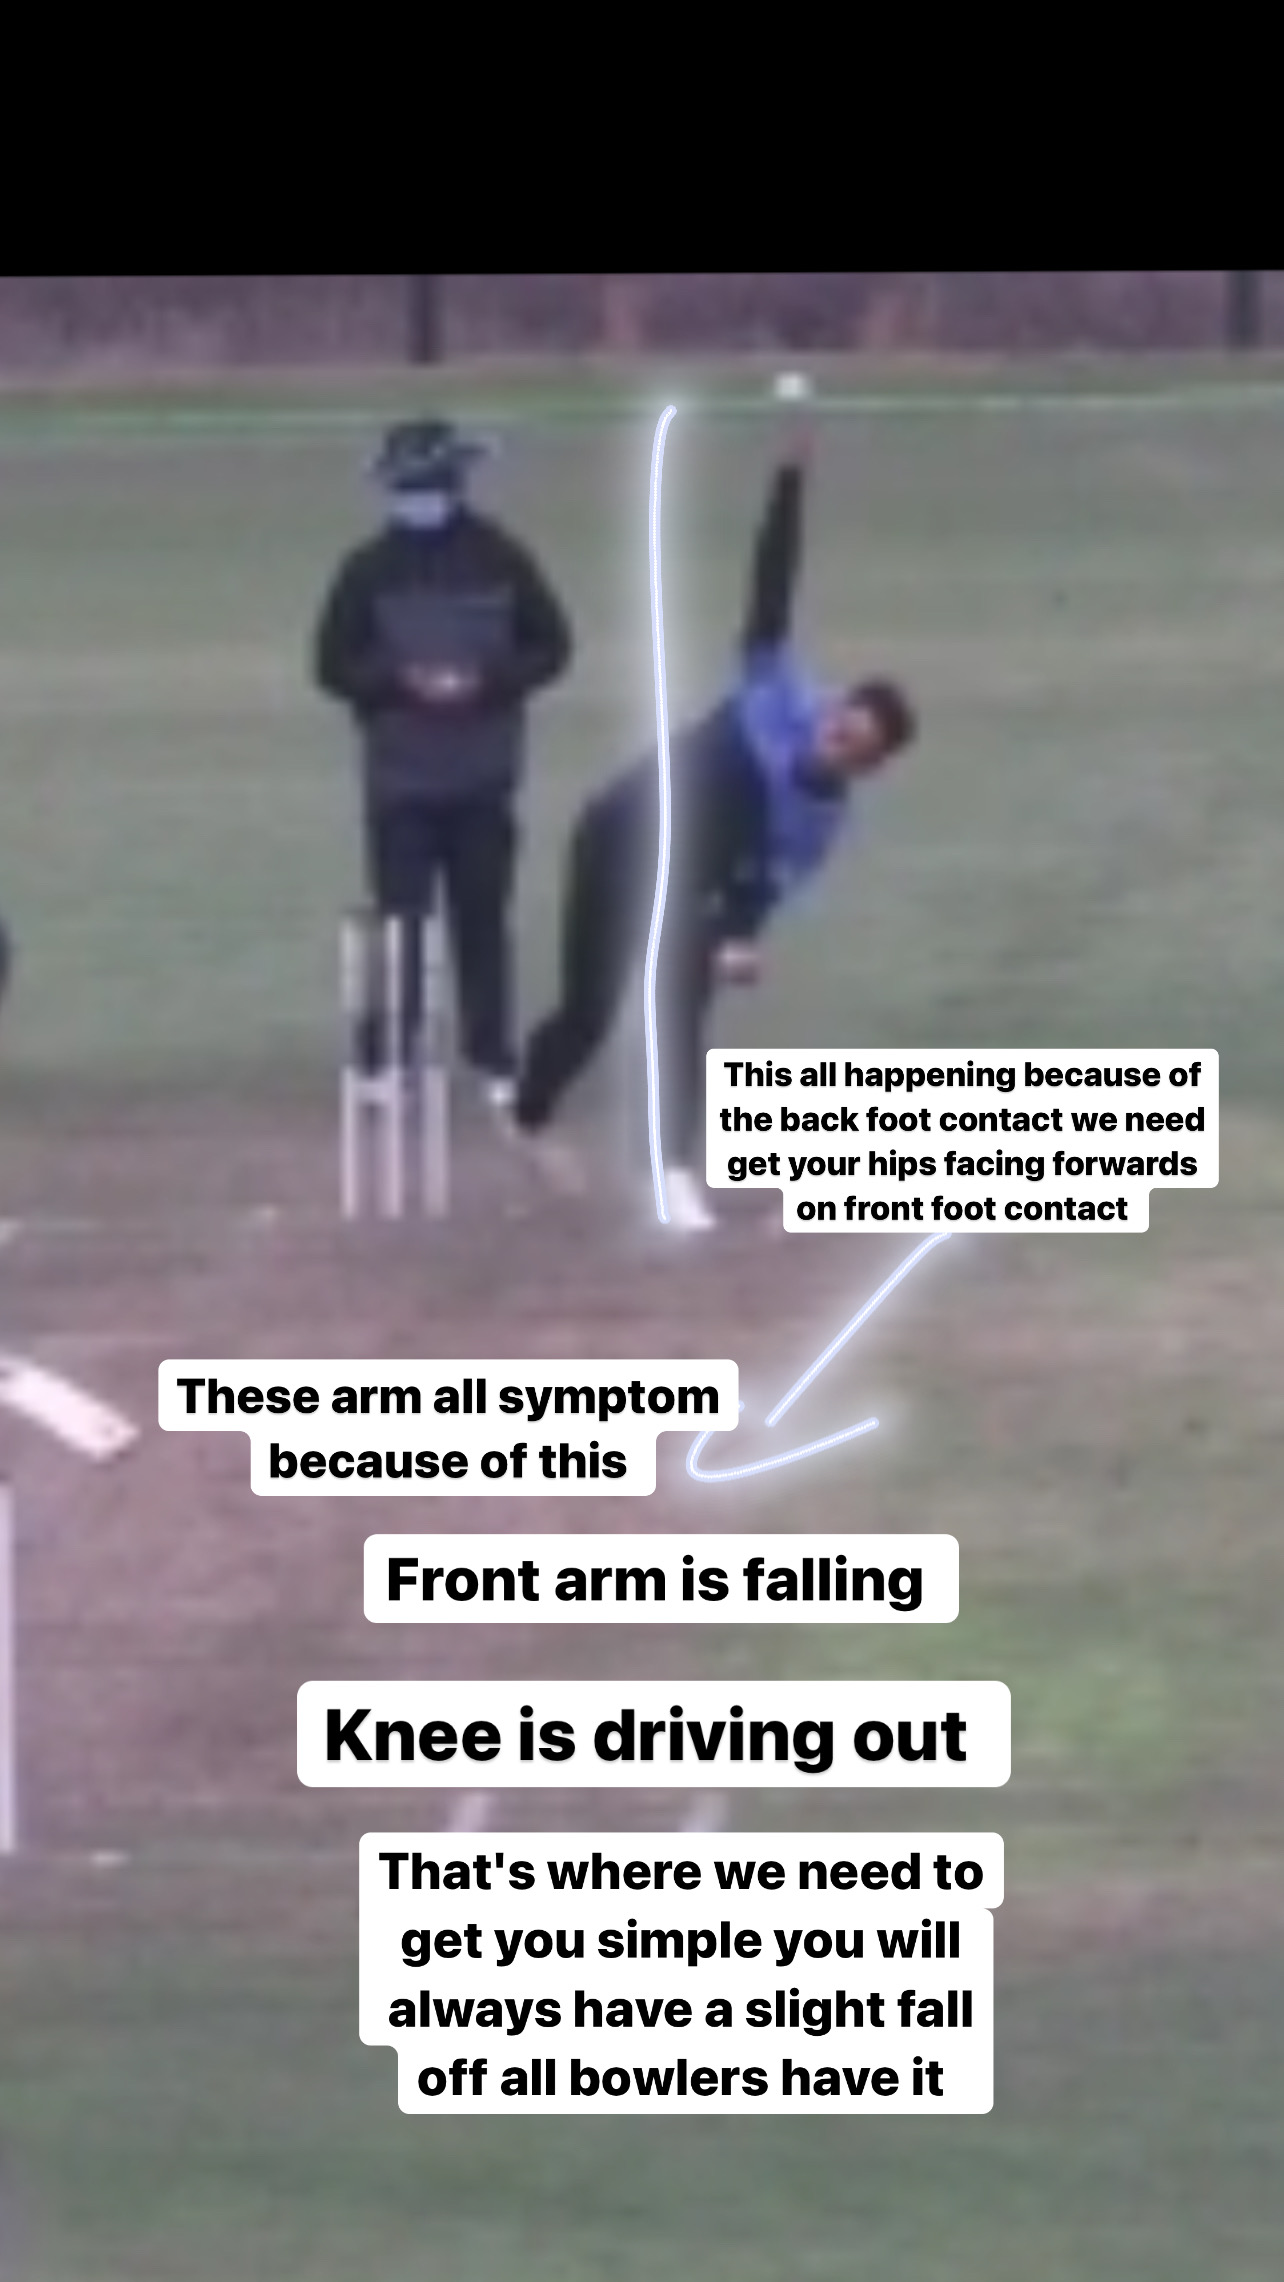 This all happening because of
the back foot contact we need
get your hips facing forwards
on front foot contact
These arm all symptom
because of this
Front arm is falling
Knee is driving out
That's where we need to
get you simple you will
always have a slight fall
off all bowlers have it